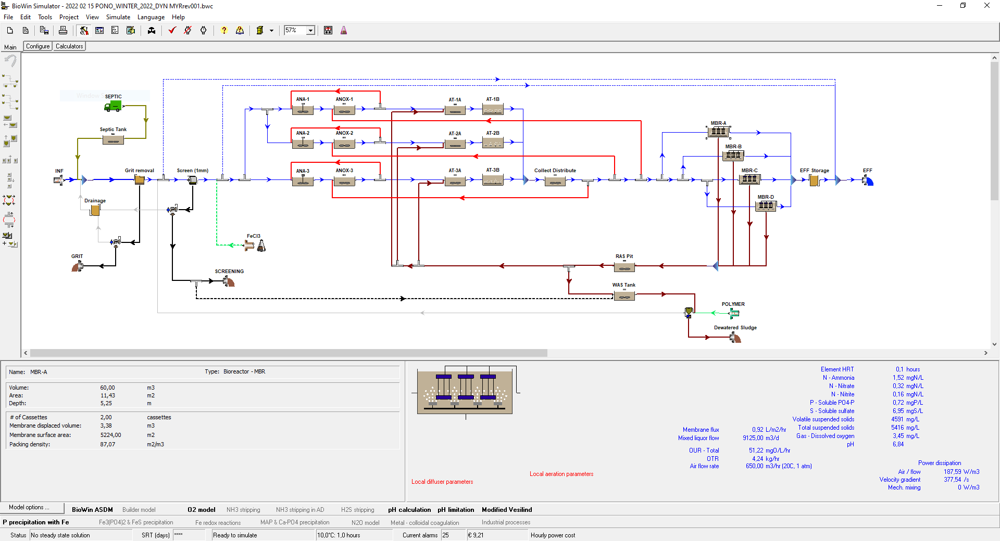 BioWin Simulator - 2022 02 15 PONO_WINTER_2022_DYN MYRrev001.bwc
File Edit Tools Project View Simulate Language Help
57%
Main Configure Calculators
SEPTIC
Septic Tank
INF
Grit removal
Screen (1mm)
Drainage
GRIT
SCREENING
FeCl3
ANA-1 ANOX-1 AT-1A AT-1B
ANA-2 ANOX-2 AT-2A AT-2B
ANA-3 ANOX-3 AT-3A AT-3B
Collect Distribute
MBR-A
MBR-B
MBR-C
MBR-D
EFF Storage
EFF
RAS Pit
WAS Tank
POLYMER
Dewatered Sludge
Name: MBR-A Type: Bioreactor - MBR
Volume: 60,00 m3
Area: 11,43 m2
Depth: 5,25 m
# of Cassettes 2,00 cassettes
Membrane displaced volume: 3,38 m3
Membrane surface area: 5224,00 m2
Packing density: 87,07 m2/m3
Local diffuser parameters
Local aeration parameters
Membrane flux 0,92 L/m2/hr
Mixed liquor flow 9125,00 m3/d
OUR - Total 51,22 mgO/L/hr
OTR 4,24 kg/hr
Air flow rate 650,00 m3/hr (20C, 1 atm)
Element HRT 0,1 hours
N - Ammonia 1,52 mgN/L
N - Nitrate 0,32 mgN/L
N - Nitrite 0,16 mgN/L
P - Soluble PO4-P 0,72 mgP/L
S - Soluble sulfate 6,95 mgS/L
Volatile suspended solids 4591 mg/L
Total suspended solids 5416 mg/L
Gas - Dissolved oxygen 3,45 mg/L
pH 6,84
Power dissipation
Air / flow 187,59 W/m3
Velocity gradient 377,54 /s
Mech. mixing 0 W/m3
Model options ... BioWin ASDM Builder model O2 model NH3 stripping NH3 stripping in AD H2S stripping pH calculation pH limitation Modified Vesilind
P precipitation with Fe Fe3(PO4)2 & FeS precipitation Fe redox reactions MAP & Ca-PO4 precipitation N2O model Metal - colloidal coagulation Industrial processes
Status No steady state solution SRT (days) **** Ready to simulate 10,0°C: 1,0 hours Current alarms 25 € 9,21 Hourly power cost